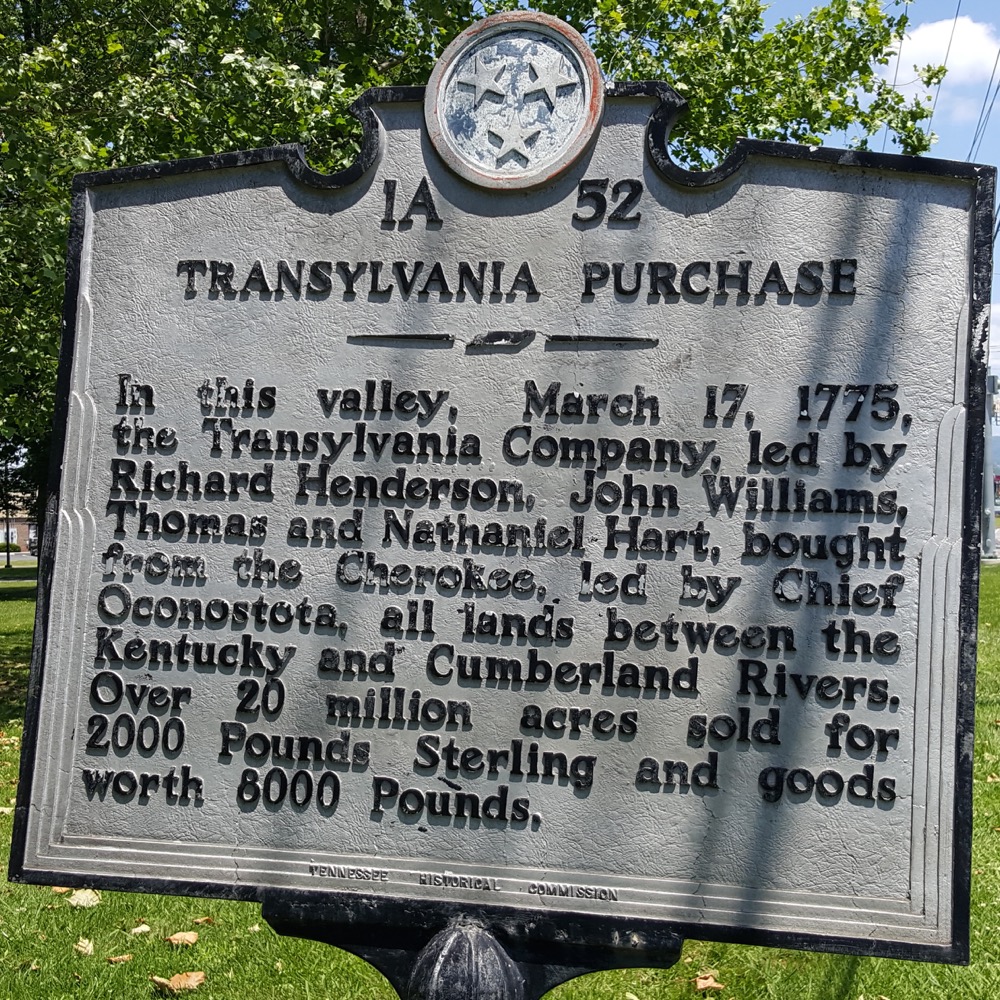 1A 52
TRANSYLVANIA PURCHASE
In this valley, March 17, 1775,
the Transylvania Company, led by
Richard Henderson, John Williams,
Thomas and Nathaniel Hart, bought
from the Cherokee, led by Chief
Oconostota, all lands between the
Kentucky and Cumberland Rivers.
Over 20 million acres sold for
2000 Pounds Sterling and goods
worth 8000 Pounds.
TENNESSEE HISTORICAL COMMISSION